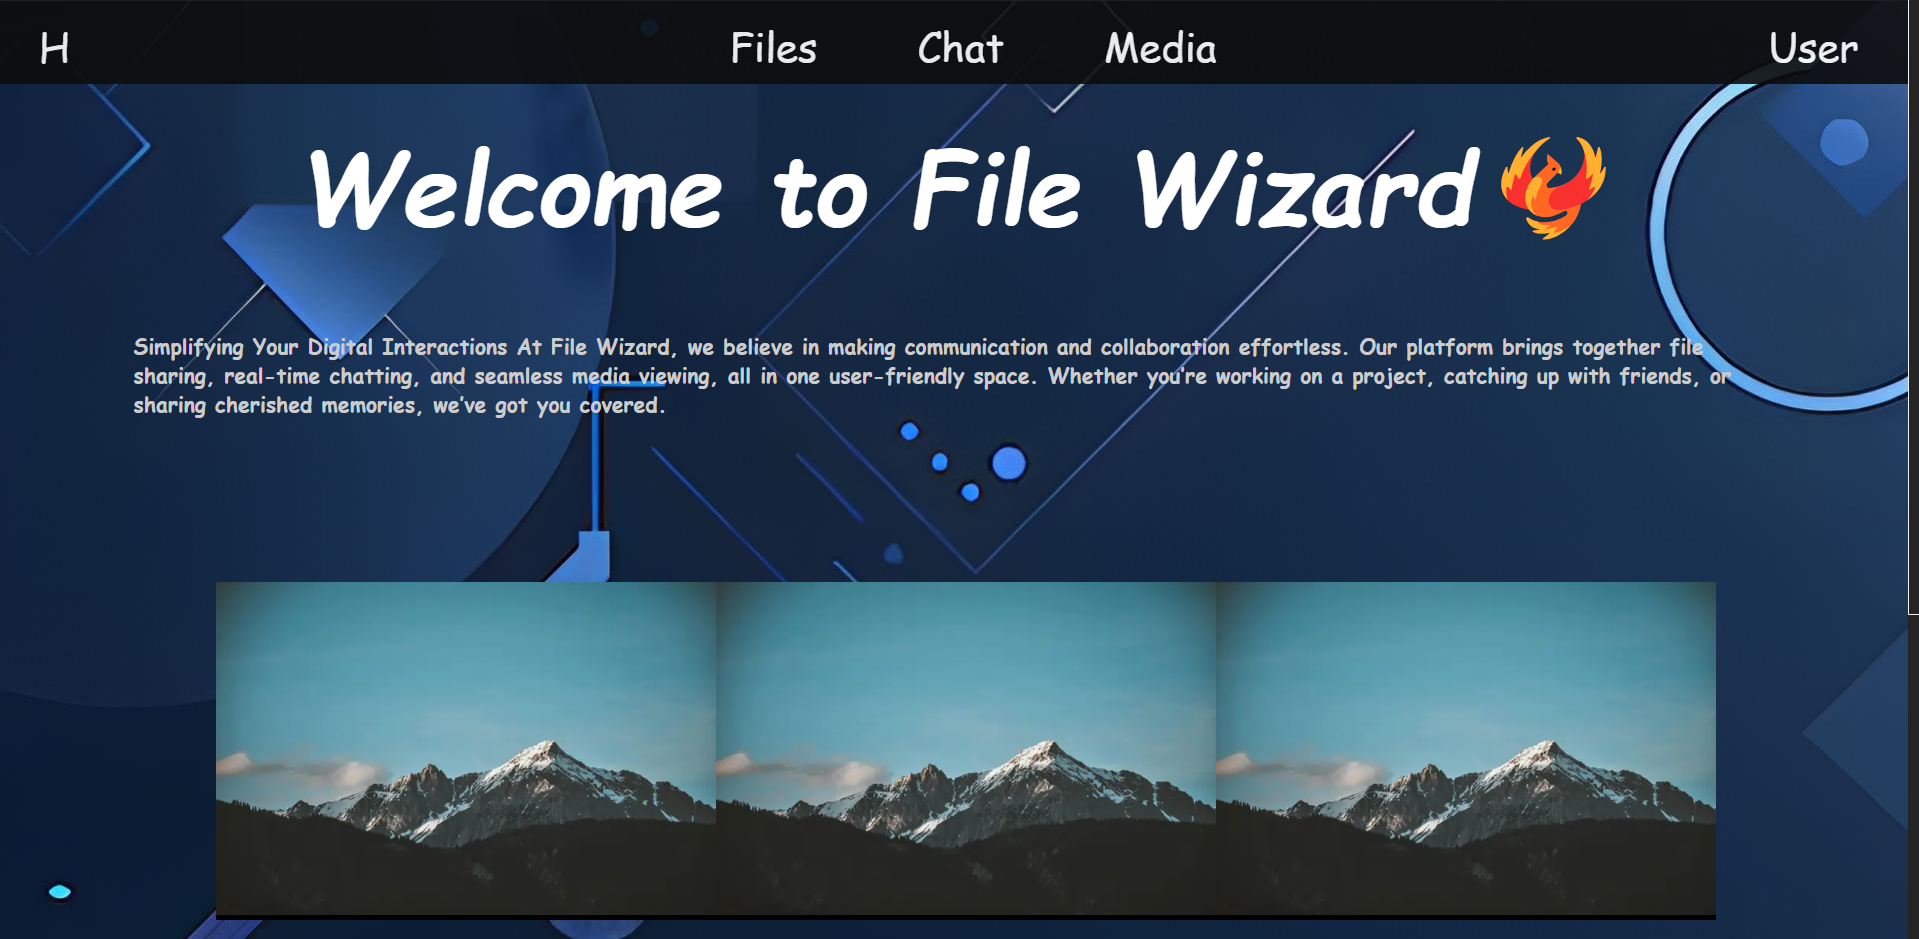 H Files Chat Media User
Welcome to File Wizard
Simplifying Your Digital Interactions At File Wizard, we believe in making communication and collaboration effortless. Our platform brings together file
sharing, real-time chatting, and seamless media viewing, all in one user-friendly space. Whether you're working on a project, catching up with friends, or
sharing cherished memories, we've got you covered.